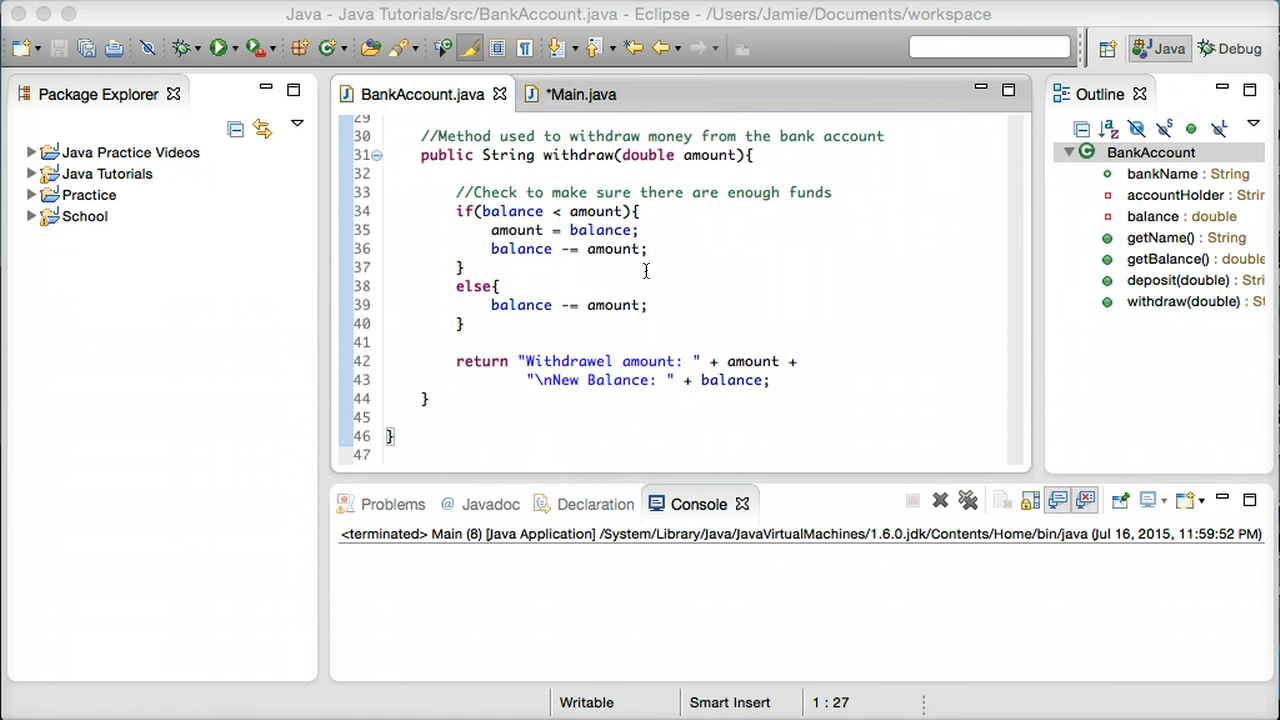 Java - Java Tutorials/src/BankAccount.java - Eclipse - /Users/Jamie/Documents/workspace
Java
Debug
Package Explorer
Java Practice Videos
Java Tutorials
Practice
School
BankAccount.java
*Main.java
29
30 //Method used to withdraw money from the bank account
31 public String withdraw(double amount){
32
33 //Check to make sure there are enough funds
34 if(balance < amount){
35 amount = balance;
36 balance -= amount;
37 }
38 else{
39 balance -= amount;
40 }
41
42 return "Withdrawel amount: " + amount +
43 "\nNew Balance: " + balance;
44 }
45
46 }
47
Outline
BankAccount
bankName : String
accountHolder : Strir
balance : double
getName() : String
getBalance() : double
deposit(double) : Stri
withdraw(double) : St
Problems
@ Javadoc
Declaration
Console
<terminated> Main (8) [Java Application] /System/Library/Java/JavaVirtualMachines/1.6.0.jdk/Contents/Home/bin/java (Jul 16, 2015, 11:59:52 PM)
Writable
Smart Insert
1 : 27